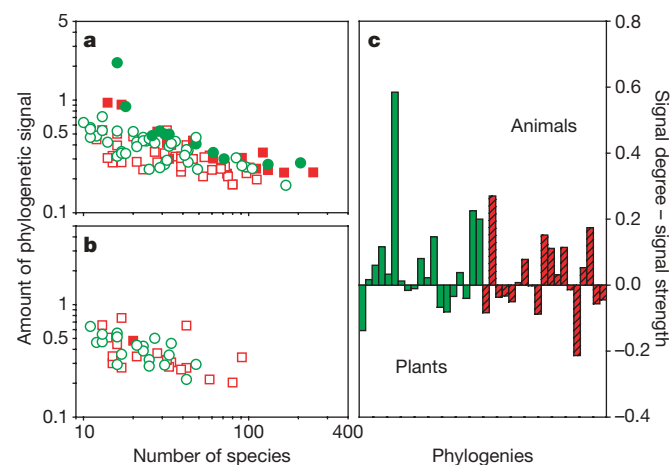 a
5
1
0.5
0.1
b
1
0.5
0.1
10
100
400
Number of species
Amount of phylogenetic signal
c
Animals
Plants
0.8
0.6
0.4
0.2
0.0
−0.2
−0.4
Phylogenies
Signal degree – signal strength